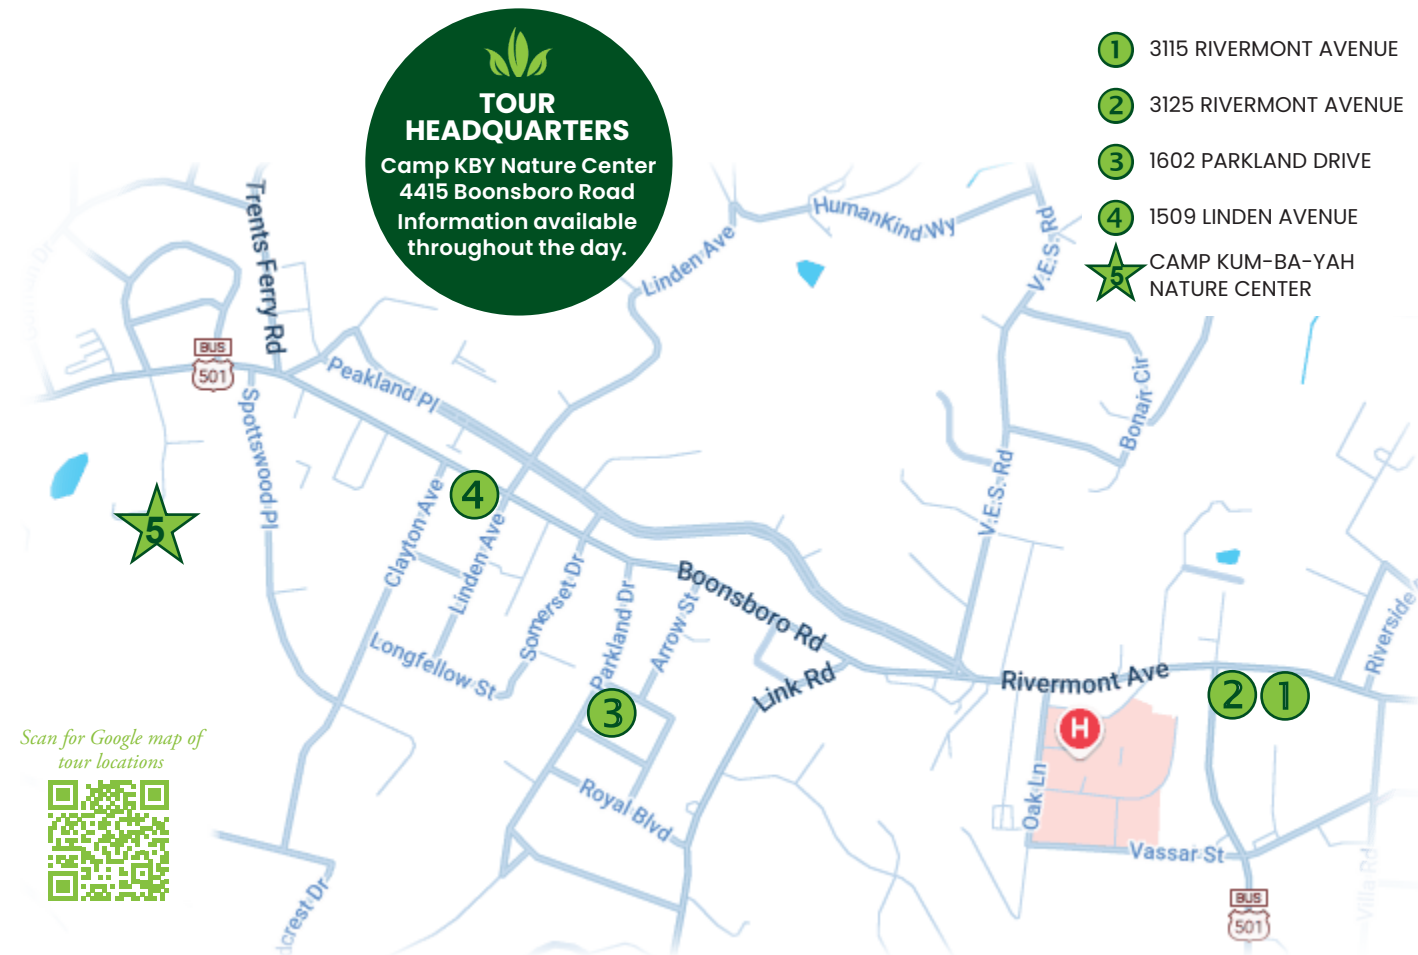 TOUR
HEADQUARTERS
Camp KBY Nature Center
4415 Boonsboro Road
Information available
throughout the day.
1 3115 RIVERMONT AVENUE
2 3125 RIVERMONT AVENUE
3 1602 PARKLAND DRIVE
4 1509 LINDEN AVENUE
5 CAMP KUM-BA-YAH
NATURE CENTER
Trents Ferry Rd
HumanKind Wy
V.E.S. Rd
Linden Ave
BUS
501
Peakland Pl
Spottswood Pl
Bonair Cir
V.E.S. Rd
4
5
Clayton Ave
Linden Ave
Somerset Dr
Parkland Dr
Arrow St
Boonsboro Rd
Longfellow St
Link Rd
Rivermont Ave
Riverside
3
2
1
H
Oak Ln
Royal Blvd
Vassar St
Villa Rd
BUS
501
dcrest Dr
Scan for Google map of
tour locations